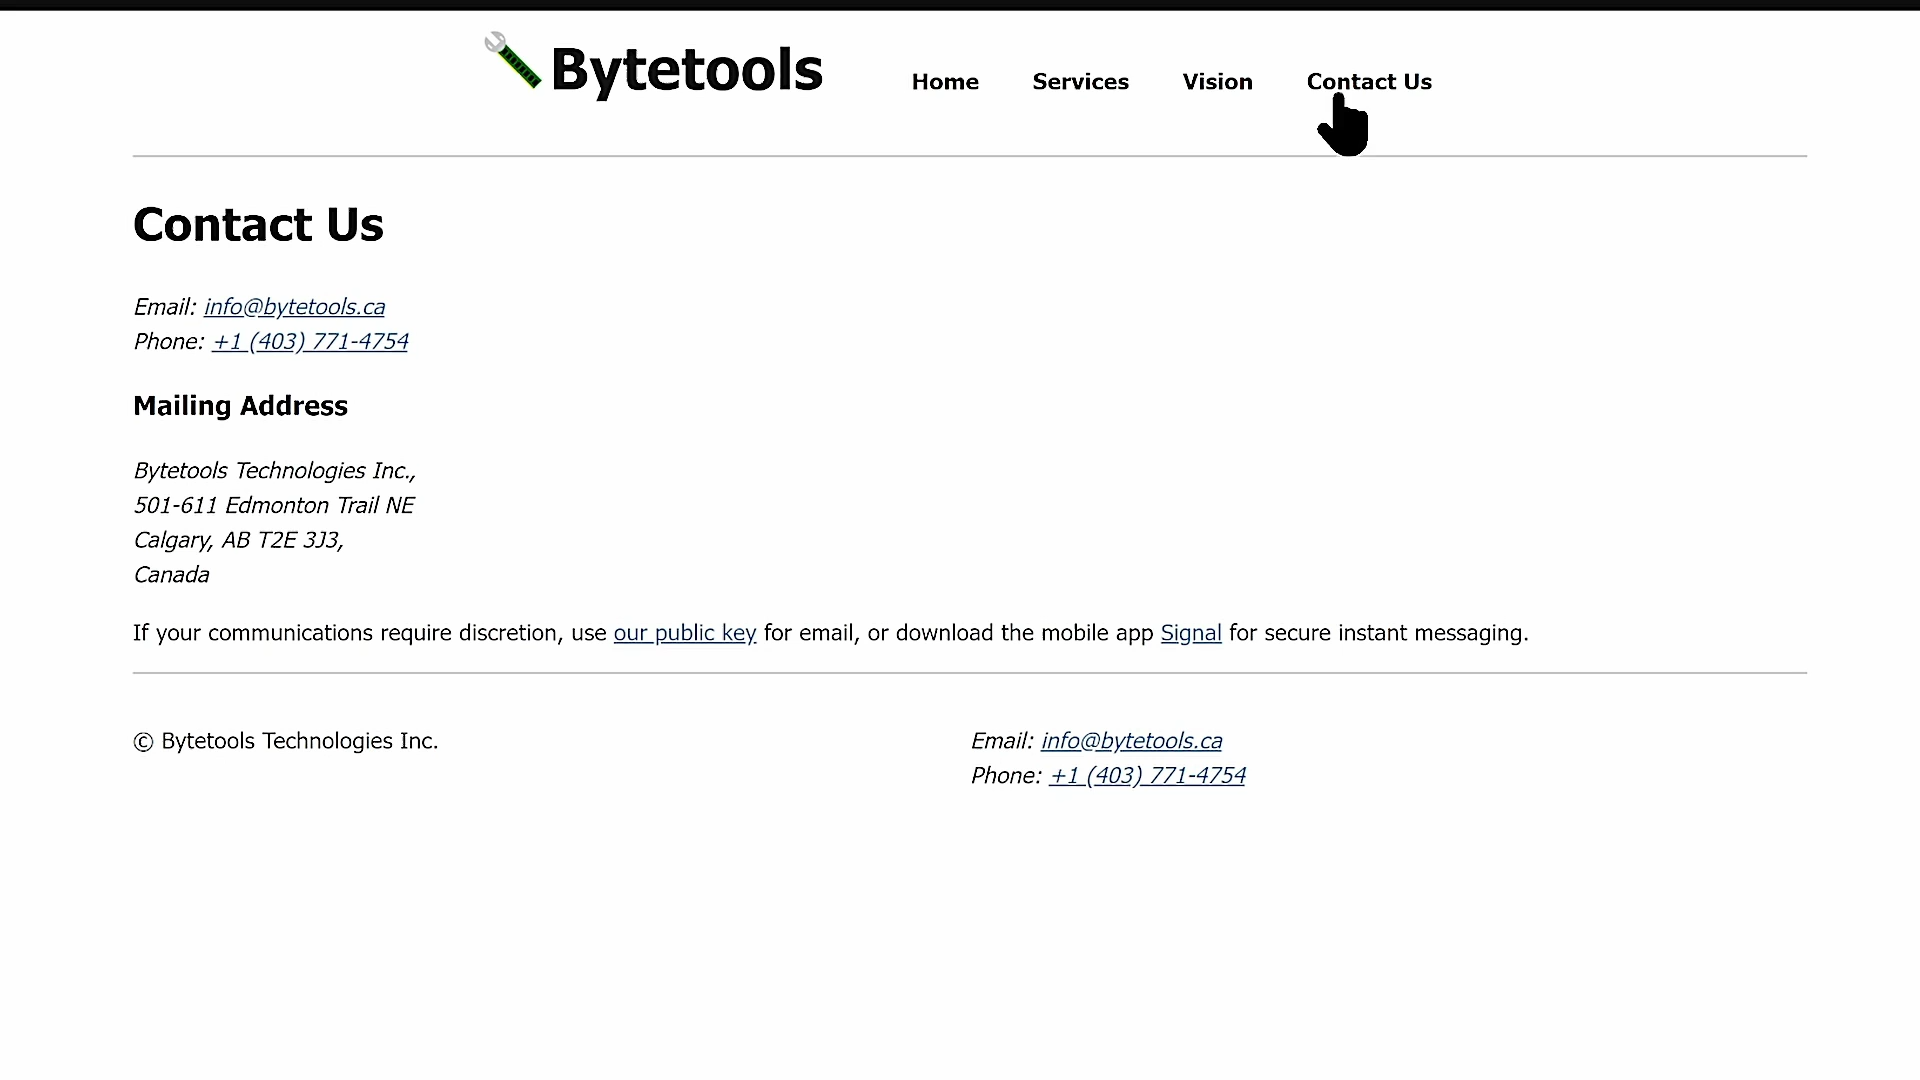 Bytetools
Home Services Vision Contact Us
Contact Us
Email: info@bytetools.ca
Phone: +1 (403) 771-4754
Mailing Address
Bytetools Technologies Inc.,
501-611 Edmonton Trail NE
Calgary, AB T2E 3J3,
Canada
If your communications require discretion, use our public key for email, or download the mobile app Signal for secure instant messaging.
© Bytetools Technologies Inc.
Email: info@bytetools.ca
Phone: +1 (403) 771-4754